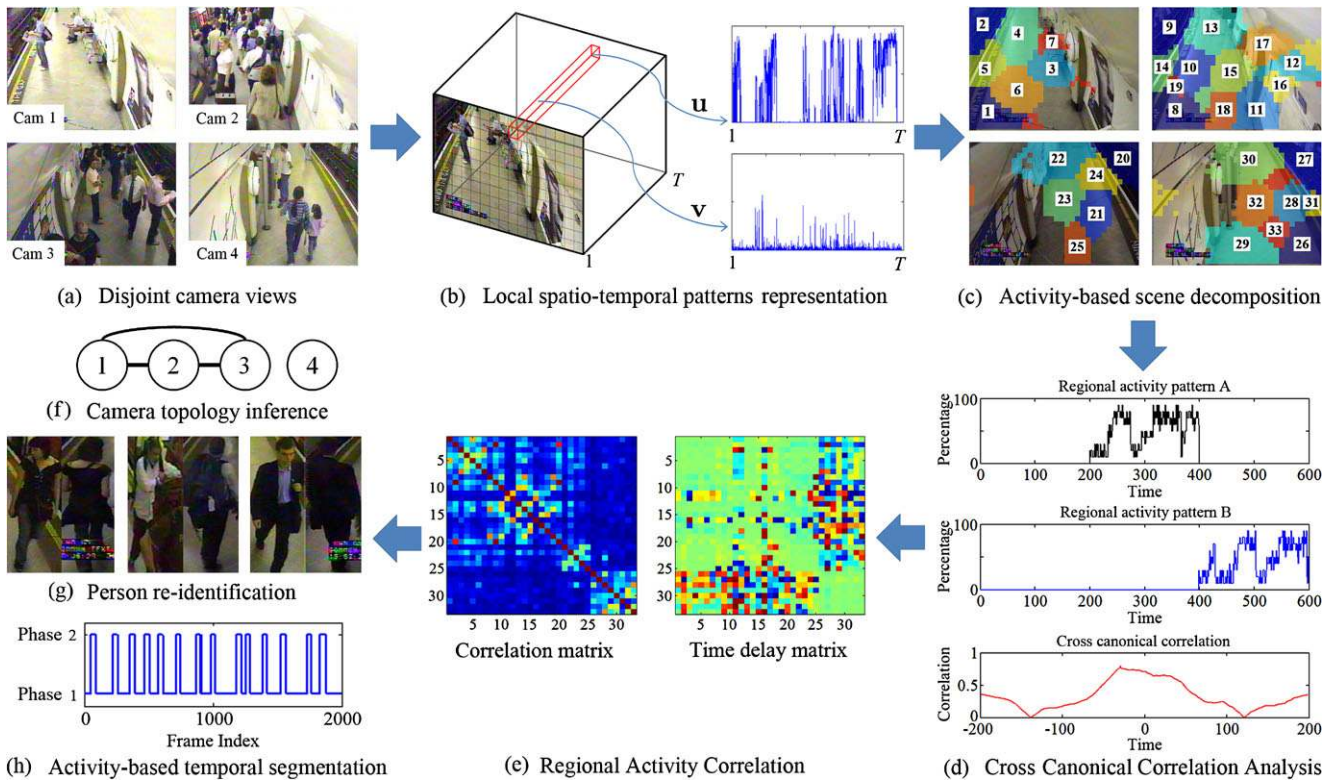 Cam 1
Cam 2
Cam 3
Cam 4
(a) Disjoint camera views
u
v
T
1
1
T
1
T
(b) Local spatio-temporal patterns representation
2
4
7
5
3
6
1
9
13
17
14
10
15
12
19
16
8
18
11
22
20
24
23
21
25
30
27
32
28
31
33
29
26
(c) Activity-based scene decomposition
Regional activity pattern A
Percentage
100
0
0 100 200 300 400 500 600
Time
Regional activity pattern B
Percentage
100
0
0 100 200 300 400 500 600
Time
Cross canonical correlation
Correlation
1
0.5
0
-200 -100 0 100 200
Time
(d) Cross Canonical Correlation Analysis
5
10
15
20
25
30
5 10 15 20 25 30
Correlation matrix
5
10
15
20
25
30
5 10 15 20 25 30
Time delay matrix
(e) Regional Activity Correlation
1 2 3 4
(f) Camera topology inference
(g) Person re-identification
Phase 2
Phase 1
0 1000 2000
Frame Index
(h) Activity-based temporal segmentation